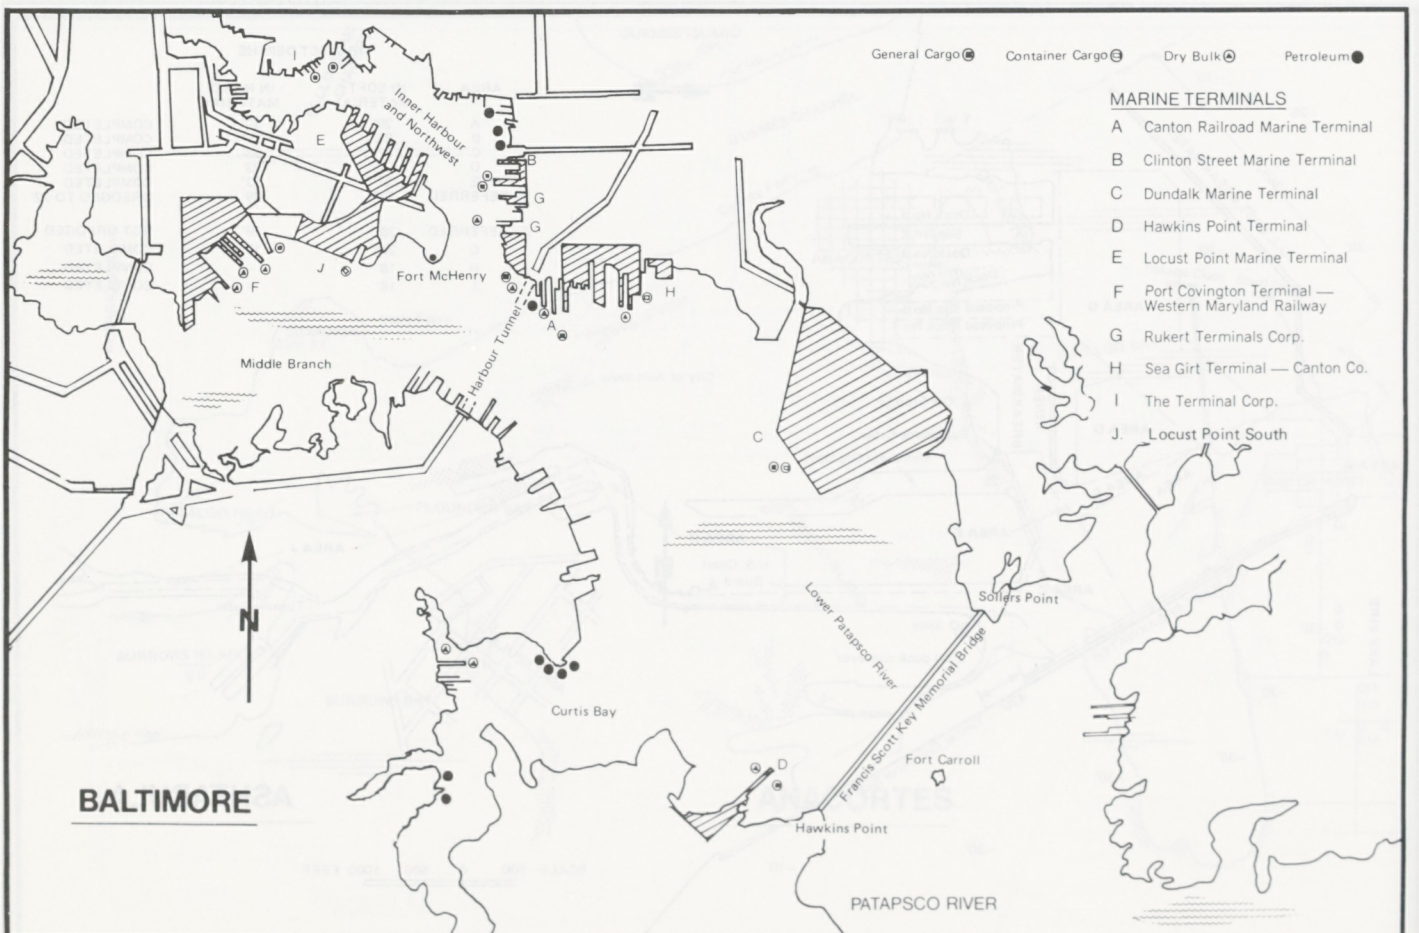 General Cargo
Container Cargo
Dry Bulk
Petroleum
MARINE TERMINALS
A Canton Railroad Marine Terminal
B Clinton Street Marine Terminal
C Dundalk Marine Terminal
D Hawkins Point Terminal
E Locust Point Marine Terminal
F Port Covington Terminal —
Western Maryland Railway
G Rukert Terminals Corp.
H Sea Girt Terminal — Canton Co.
I The Terminal Corp.
J. Locust Point South
I
Inner Harbour
and Northwest
E
B
G
G
J
Fort McHenry
F
H
A
Harbour Tunnel
Middle Branch
C
N
Sollers Point
Lower Patapsco River
Francis Scott Key Memorial Bridge
Curtis Bay
D
Fort Carroll
BALTIMORE
Hawkins Point
PATAPSCO RIVER